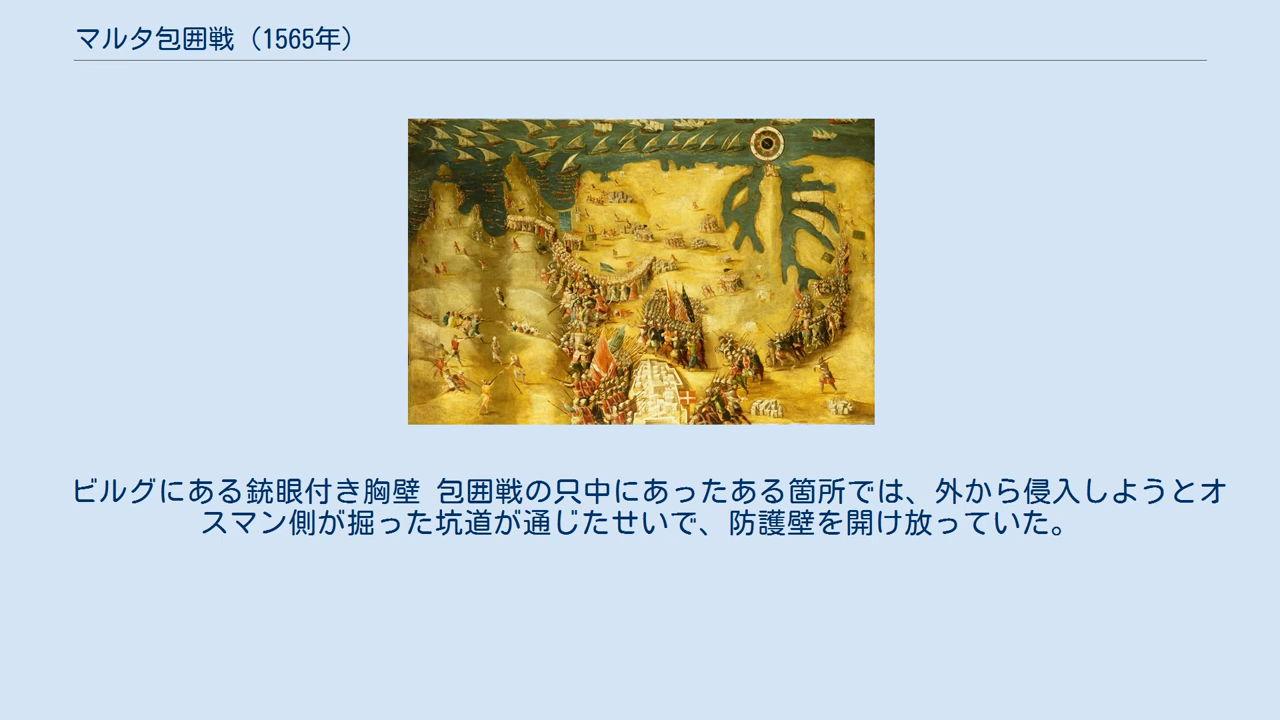 マルタ包囲戦（1565年）
ビルグにある銃眼付き胸壁 包囲戦の只中にあったある箇所では、外から侵入しようとオ
スマン側が掘った坑道が通じたせいで、防護壁を開け放っていた。